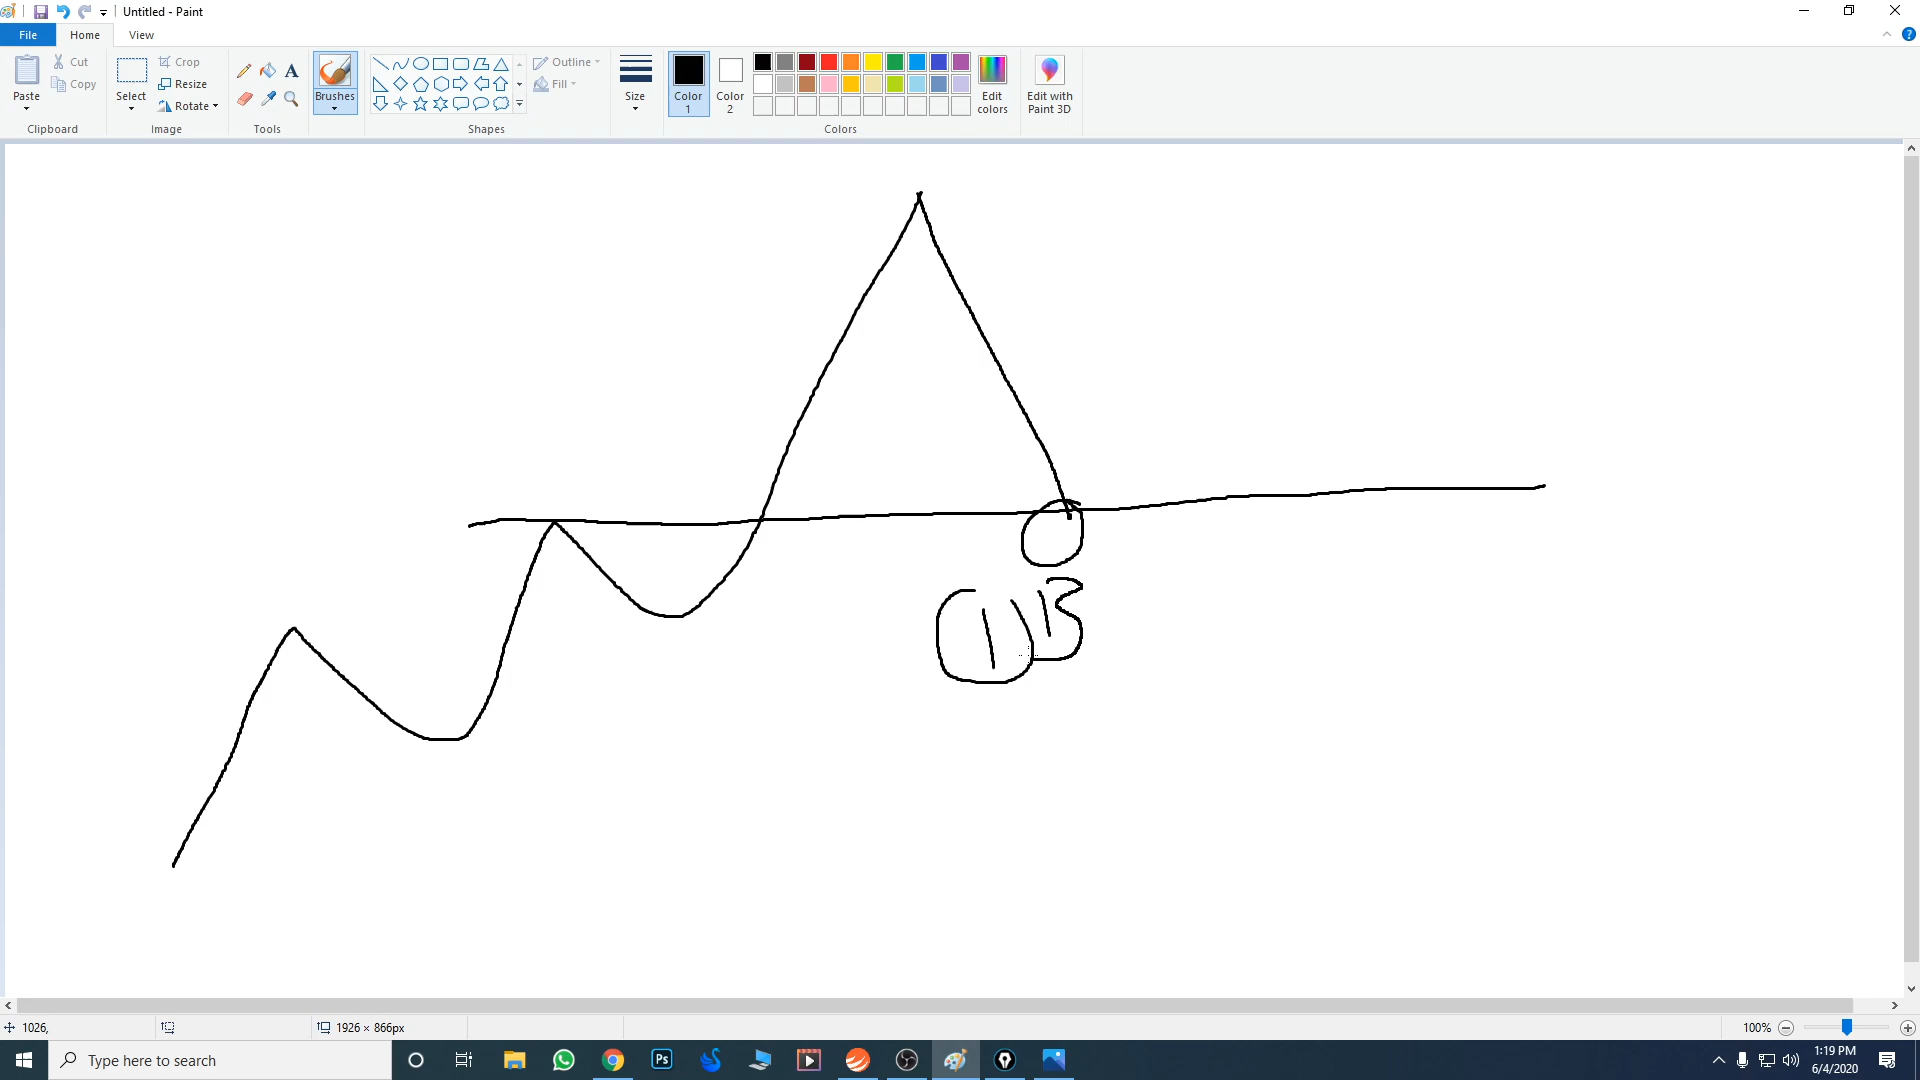 Untitled - Paint
File Home View
Paste
Cut
Copy
Clipboard
Select
Crop
Resize
Rotate
Image
A
Tools
Brushes
Shapes
Outline
Fill
Size
Color 1
Color 2
Colors
Edit colors
Edit with Paint 3D
1 B
1026,
1926 × 866px
100%
Type here to search
Ps
1:19 PM
6/4/2020